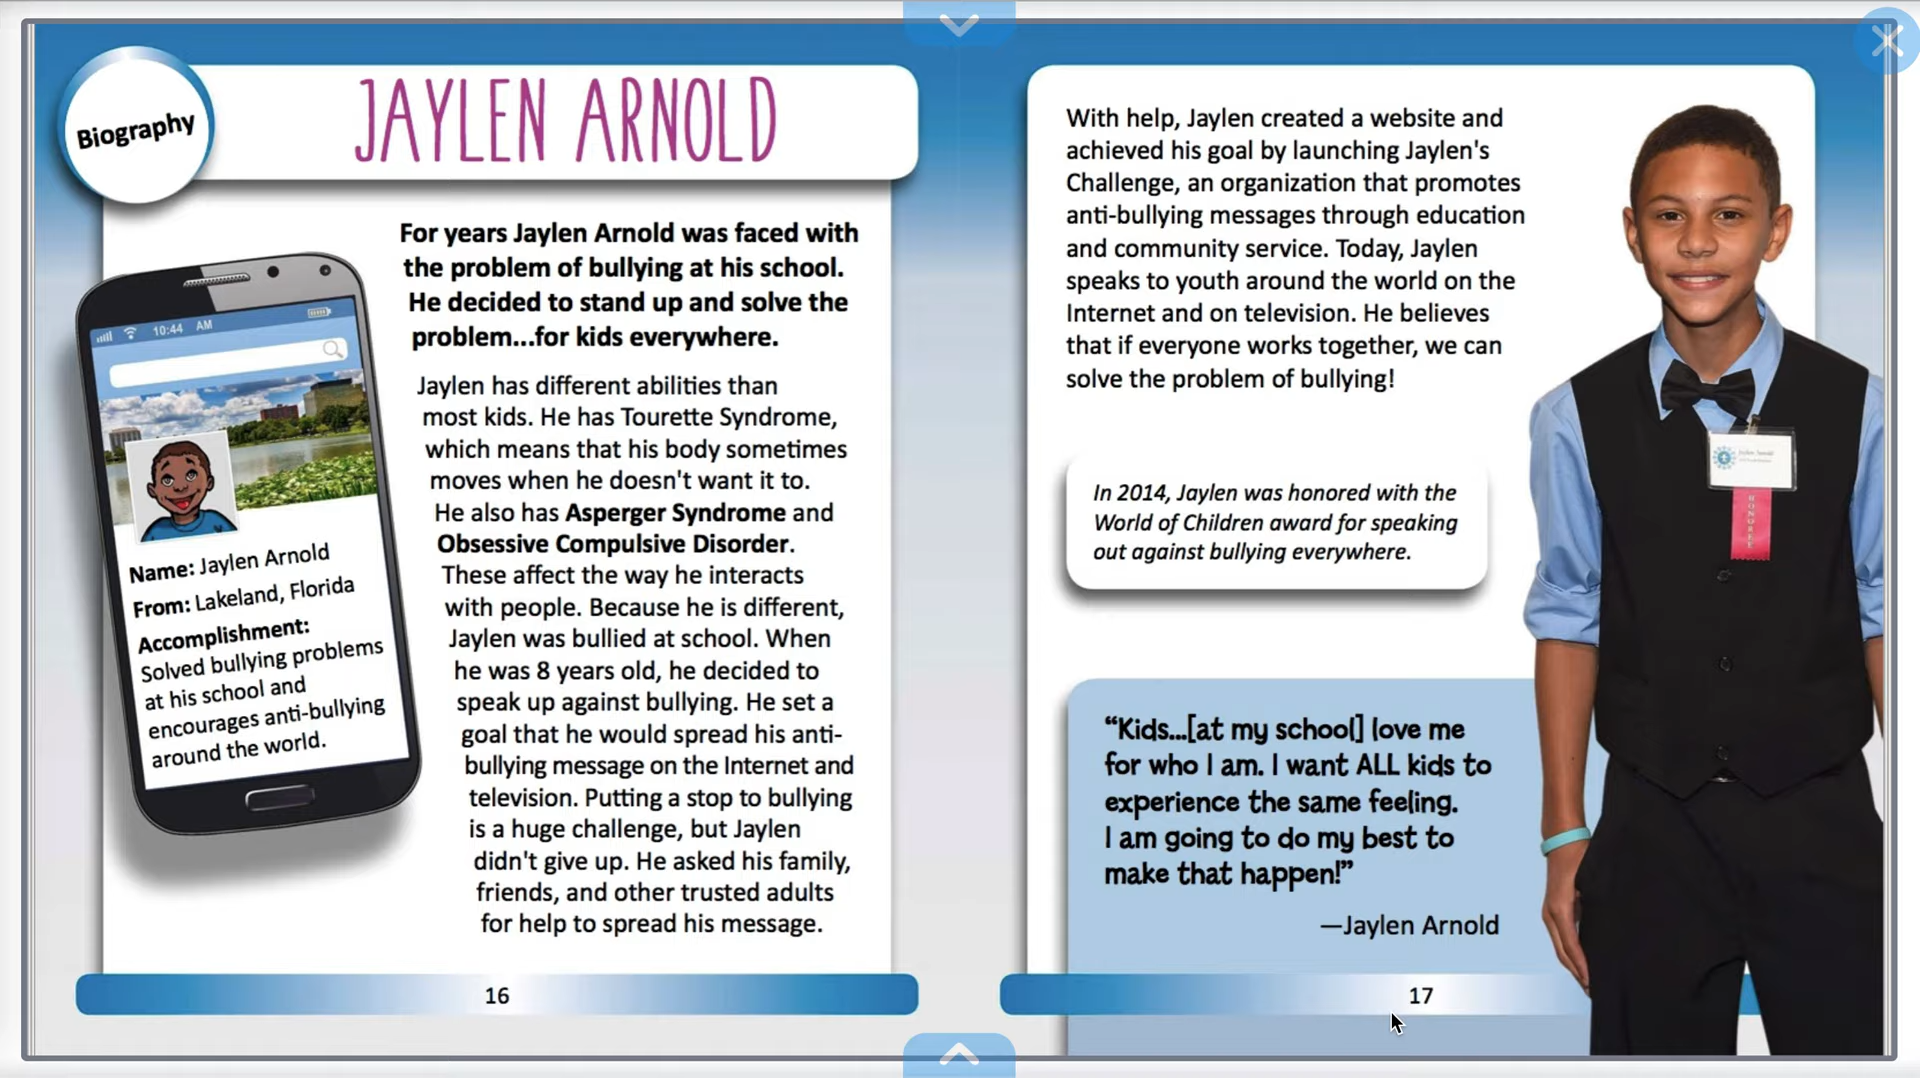 Biography
JAYLEN ARNOLD
For years Jaylen Arnold was faced with
the problem of bullying at his school.
He decided to stand up and solve the
problem...for kids everywhere.
10:44 AM
Name: Jaylen Arnold
From: Lakeland, Florida
Accomplishment:
Solved bullying problems
at his school and
encourages anti-bullying
around the world.
Jaylen has different abilities than
most kids. He has Tourette Syndrome,
which means that his body sometimes
moves when he doesn't want it to.
He also has Asperger Syndrome and
Obsessive Compulsive Disorder.
These affect the way he interacts
with people. Because he is different,
Jaylen was bullied at school. When
he was 8 years old, he decided to
speak up against bullying. He set a
goal that he would spread his anti-
bullying message on the Internet and
television. Putting a stop to bullying
is a huge challenge, but Jaylen
didn't give up. He asked his family,
friends, and other trusted adults
for help to spread his message.
16
With help, Jaylen created a website and
achieved his goal by launching Jaylen's
Challenge, an organization that promotes
anti-bullying messages through education
and community service. Today, Jaylen
speaks to youth around the world on the
Internet and on television. He believes
that if everyone works together, we can
solve the problem of bullying!
In 2014, Jaylen was honored with the
World of Children award for speaking
out against bullying everywhere.
Jaylen Arnold
HONOREE
“Kids...[at my school] love me
for who I am. I want ALL kids to
experience the same feeling.
I am going to do my best to
make that happen!”
—Jaylen Arnold
17